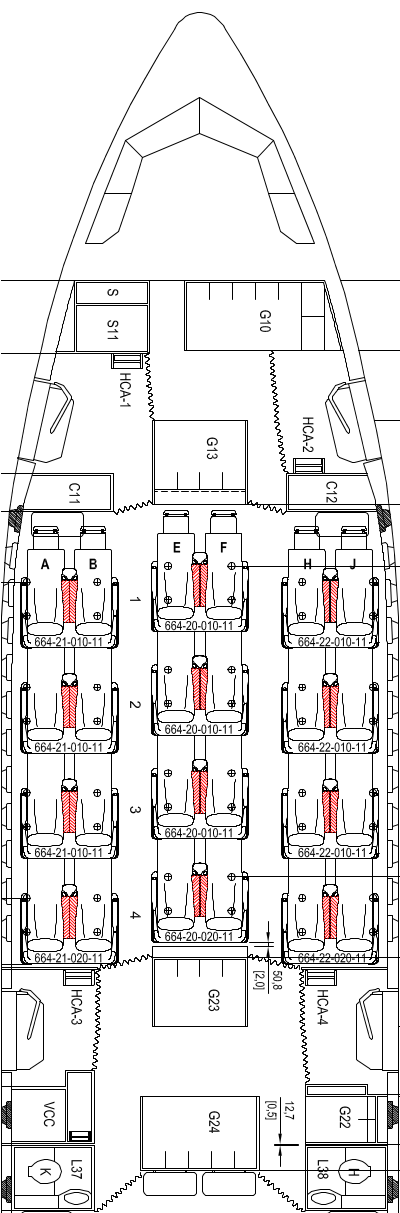 S
S11
G10
HCA-1
HCA-2
G13
C11
C12
A B E F H J
1
664-21-010-11 664-20-010-11 664-22-010-11
2
664-21-010-11 664-20-010-11 664-22-010-11
3
664-21-010-11 664-20-010-11 664-22-010-11
4
664-21-020-11 664-20-020-11 664-22-020-11
50,8
[2,0]
HCA-3
G23
HCA-4
12,7
[0,5]
VCC
G24
G22
K L37
L38 H